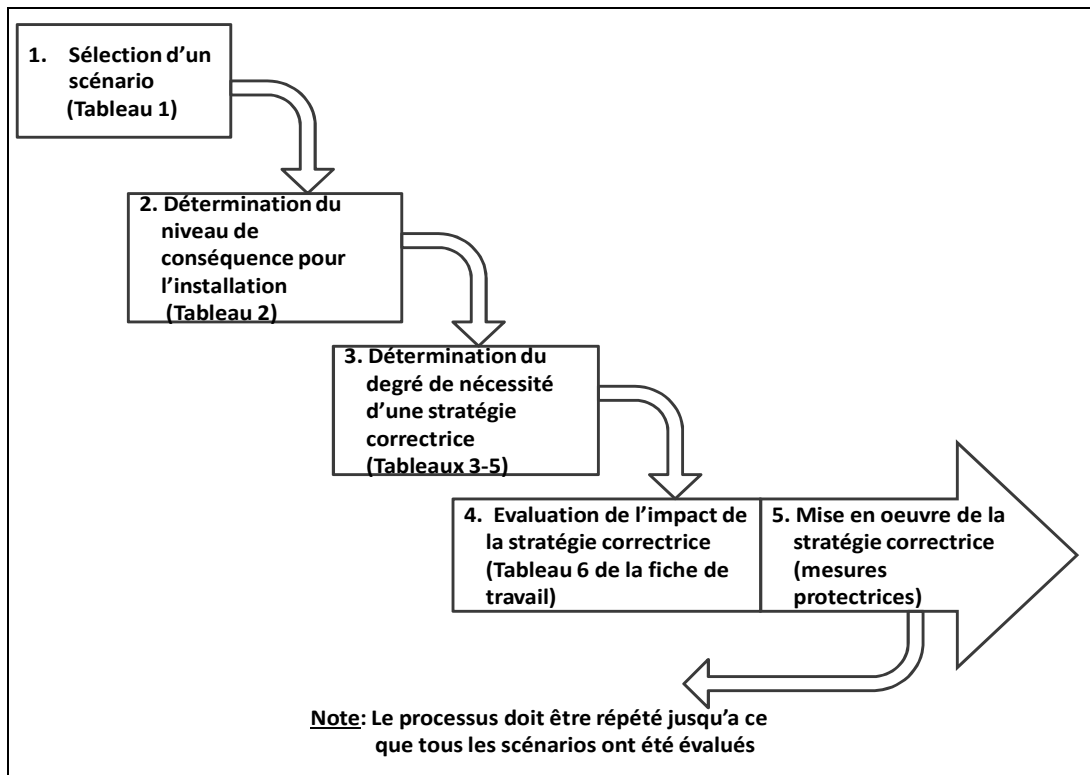 1. Sélection d’un
scénario
(Tableau 1)
2. Détermination du
niveau de
conséquence pour
l’installation
(Tableau 2)
3. Détermination du
degré de nécessité
d’une stratégie
correctrice
(Tableaux 3-5)
4. Evaluation de l’impact de
la stratégie correctrice
(Tableau 6 de la fiche de
travail)
5. Mise en oeuvre de la
stratégie correctrice
(mesures
protectrices)
Note: Le processus doit être répété jusqu’a ce
que tous les scénarios ont été évalués